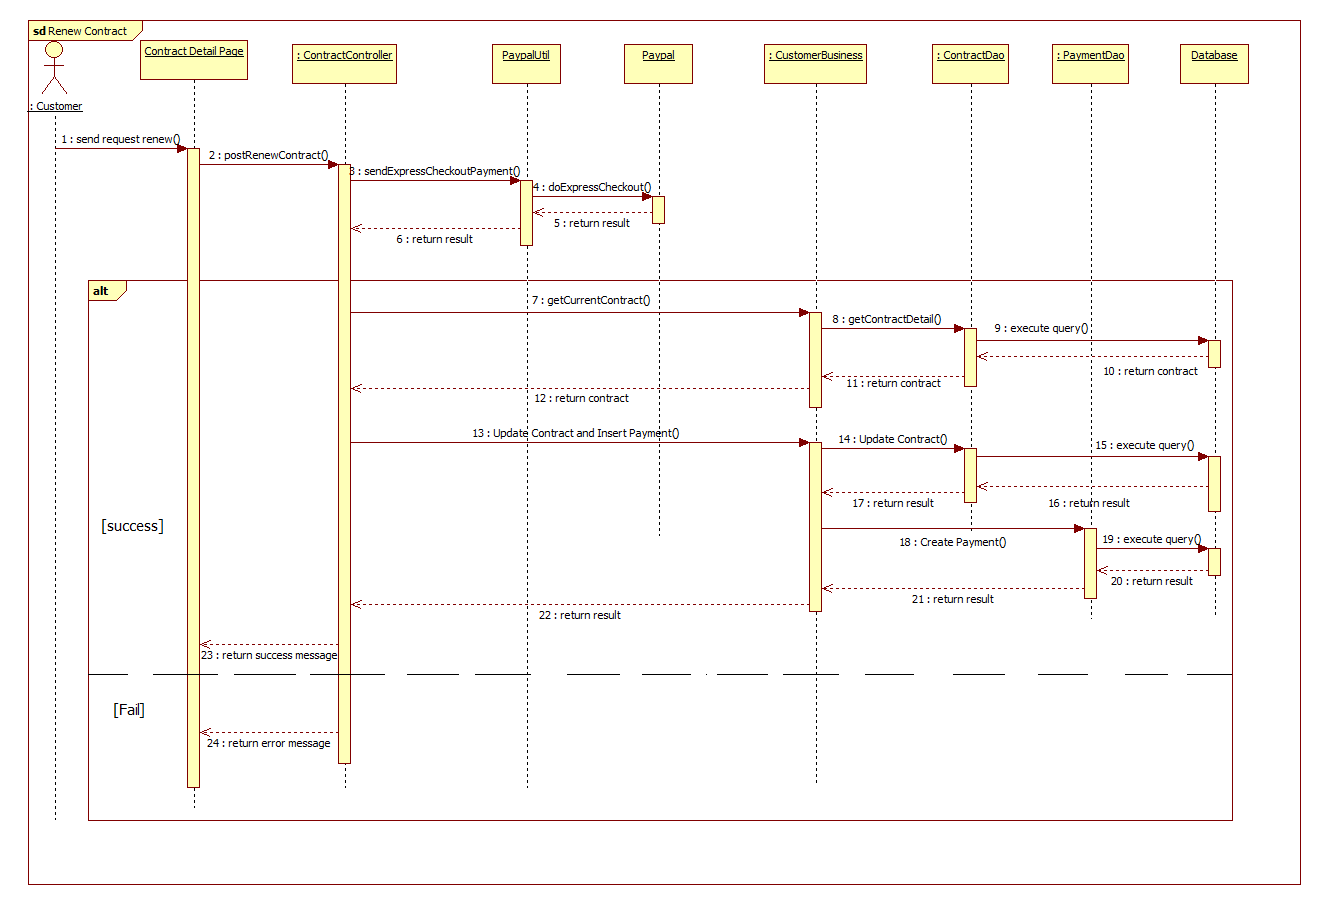 sd Renew Contract
Contract Detail Page
: ContractController
PaypalUtil
Paypal
: CustomerBusiness
: ContractDao
: PaymentDao
Database
: Customer
1 : send request renew()
2 : postRenewContract()
3 : sendExpressCheckoutPayment()
4 : doExpressCheckout()
5 : return result
6 : return result
alt
7 : getCurrentContract()
8 : getContractDetail()
9 : execute query()
10 : return contract
11 : return contract
12 : return contract
13 : Update Contract and Insert Payment()
14 : Update Contract()
15 : execute query()
16 : return result
17 : return result
[success]
18 : Create Payment()
19 : execute query()
20 : return result
21 : return result
22 : return result
23 : return success message
[Fail]
24 : return error message